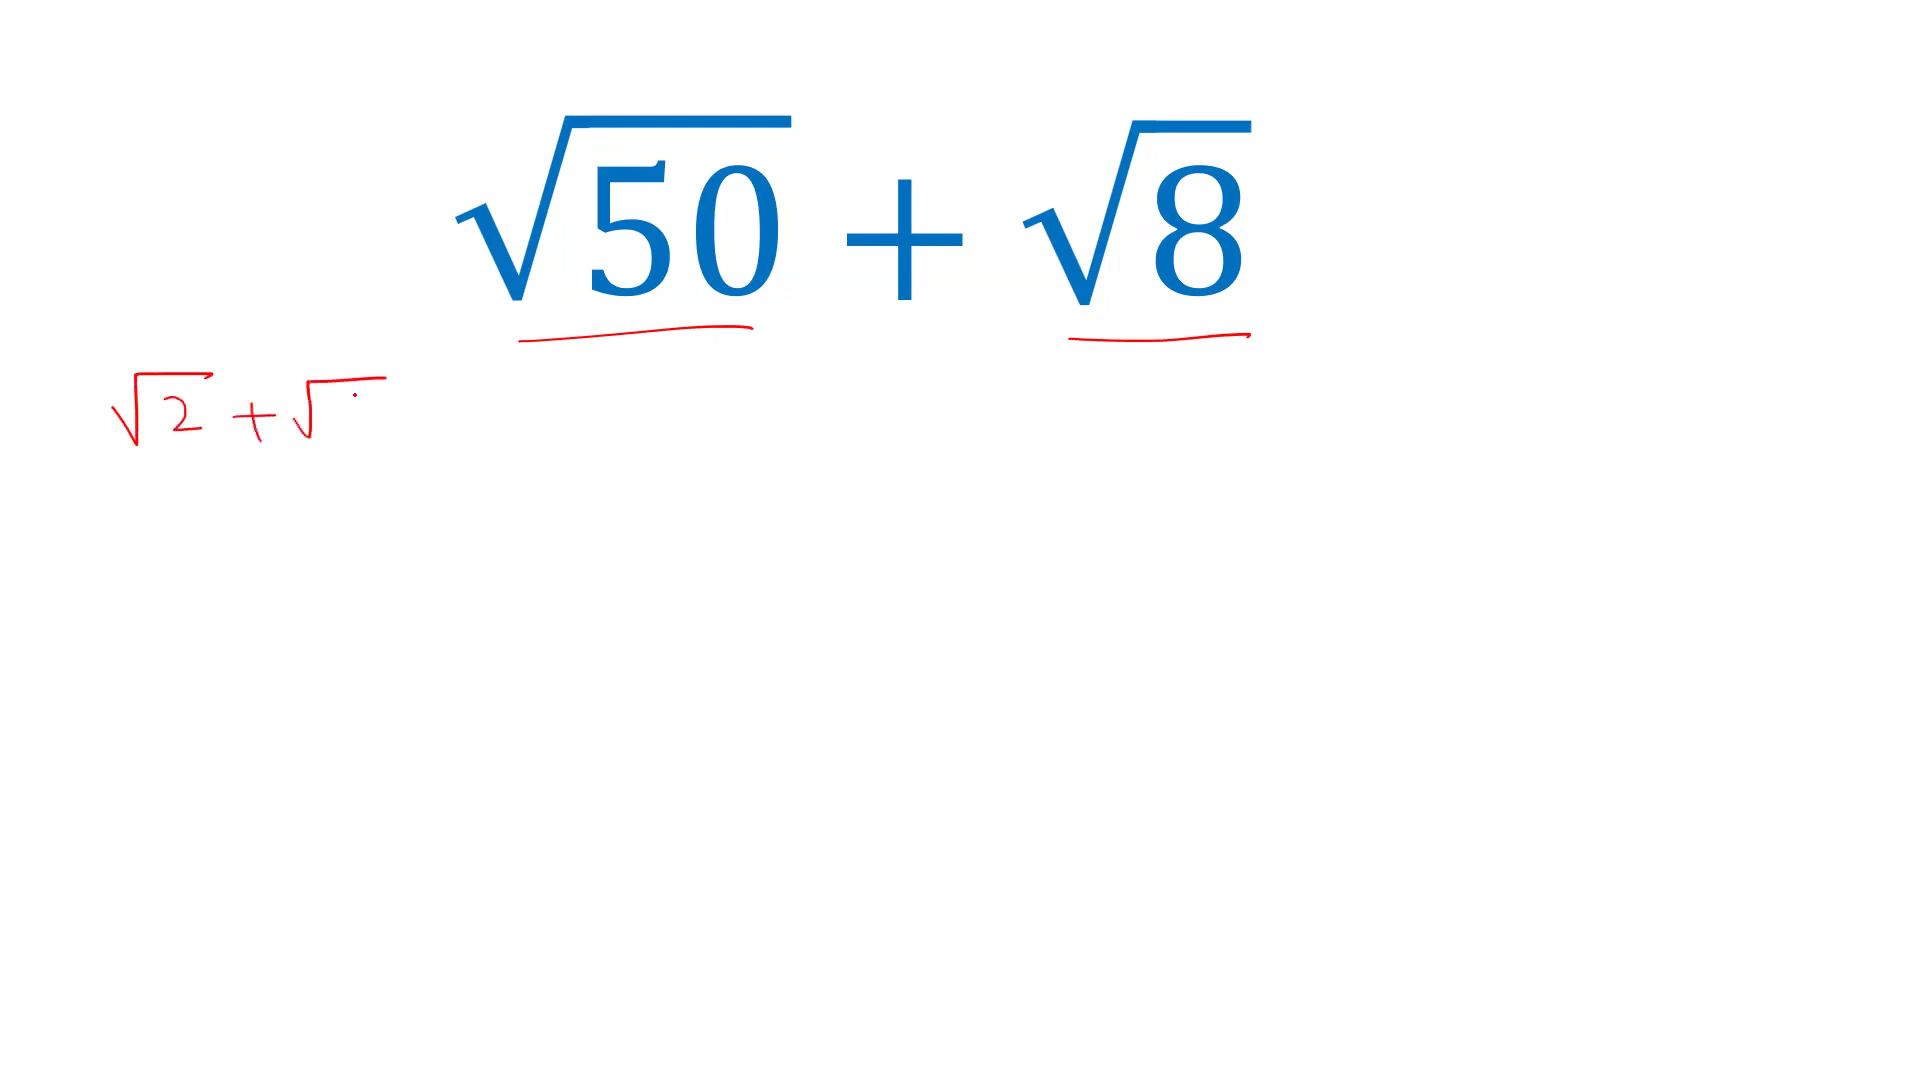 √50 + √8
√2 + √